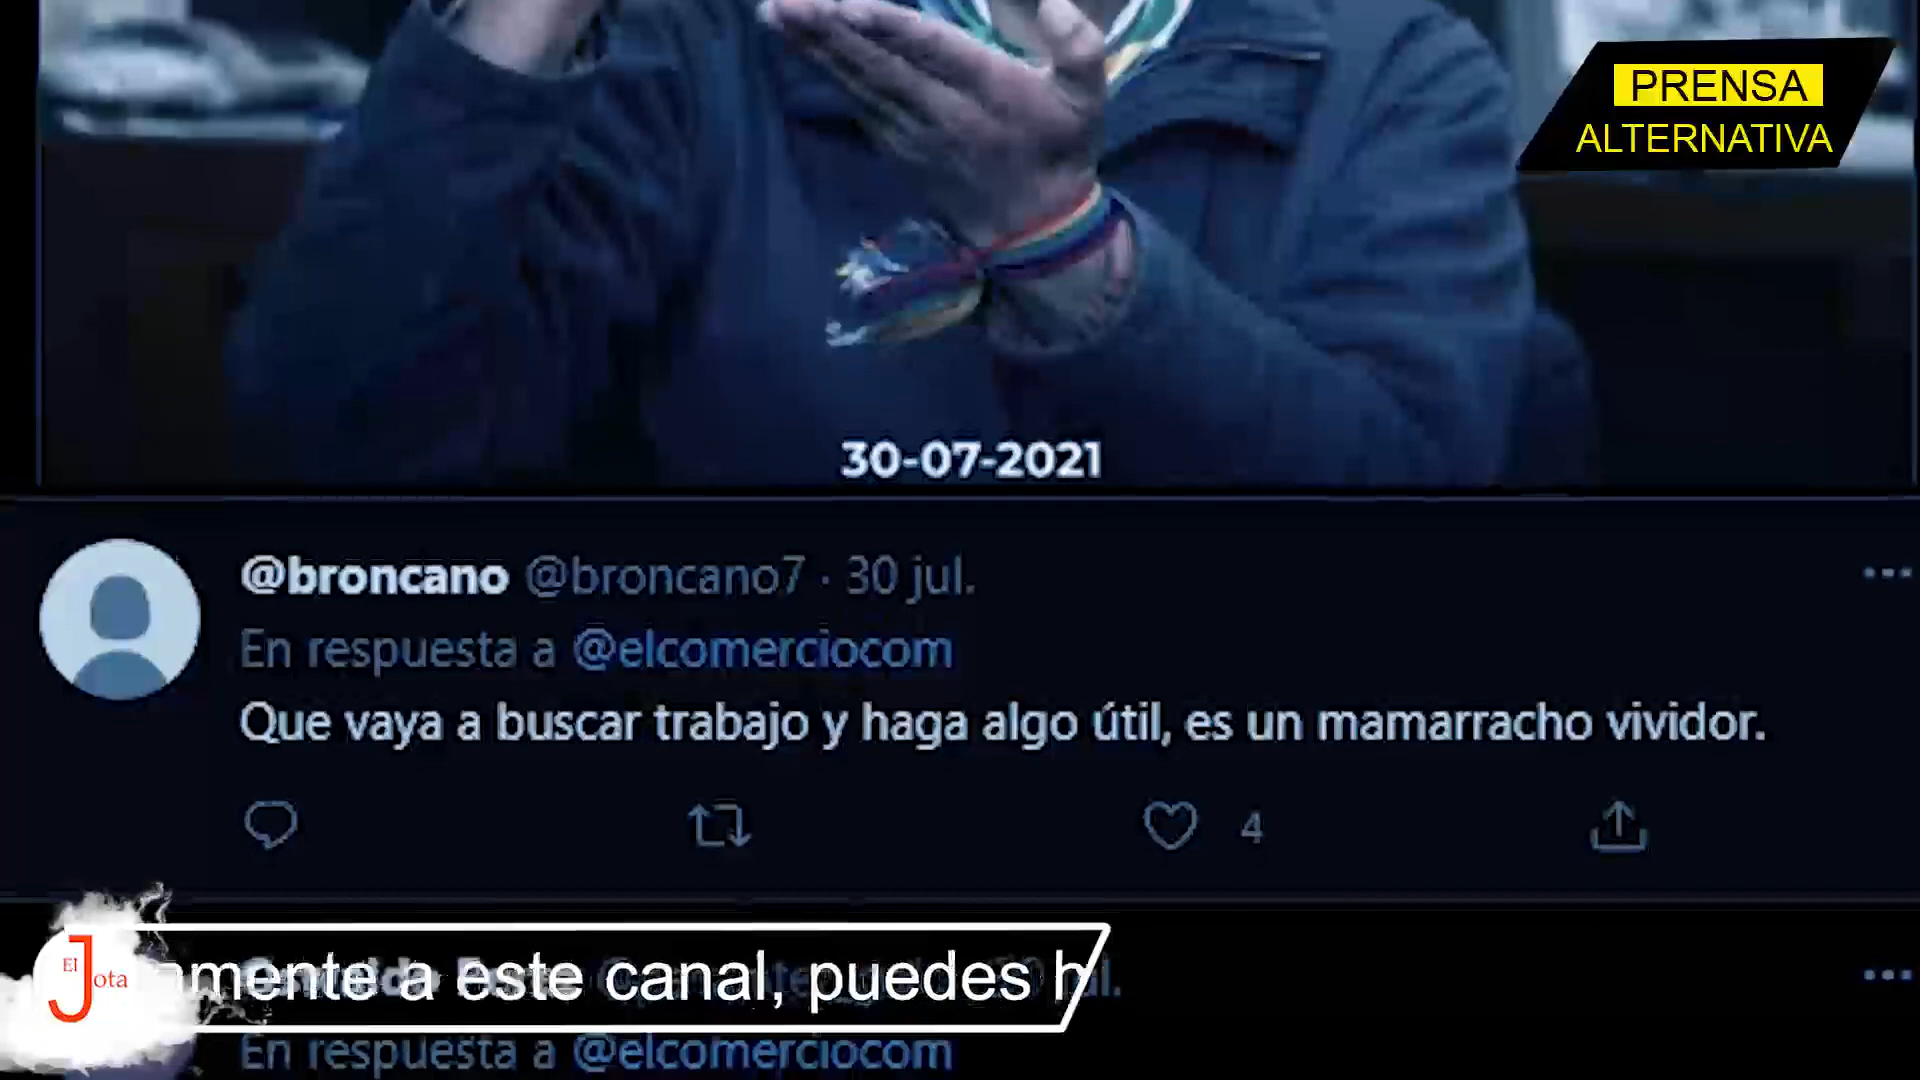 PRENSA
ALTERNATIVA
30-07-2021
@broncano @broncano7 · 30 jul.
En respuesta a @elcomerciocom
Que vaya a buscar trabajo y haga algo útil, es un mamarracho vividor.
4
El Jota
amente a este canal, puedes h
En respuesta a @elcomerciocom